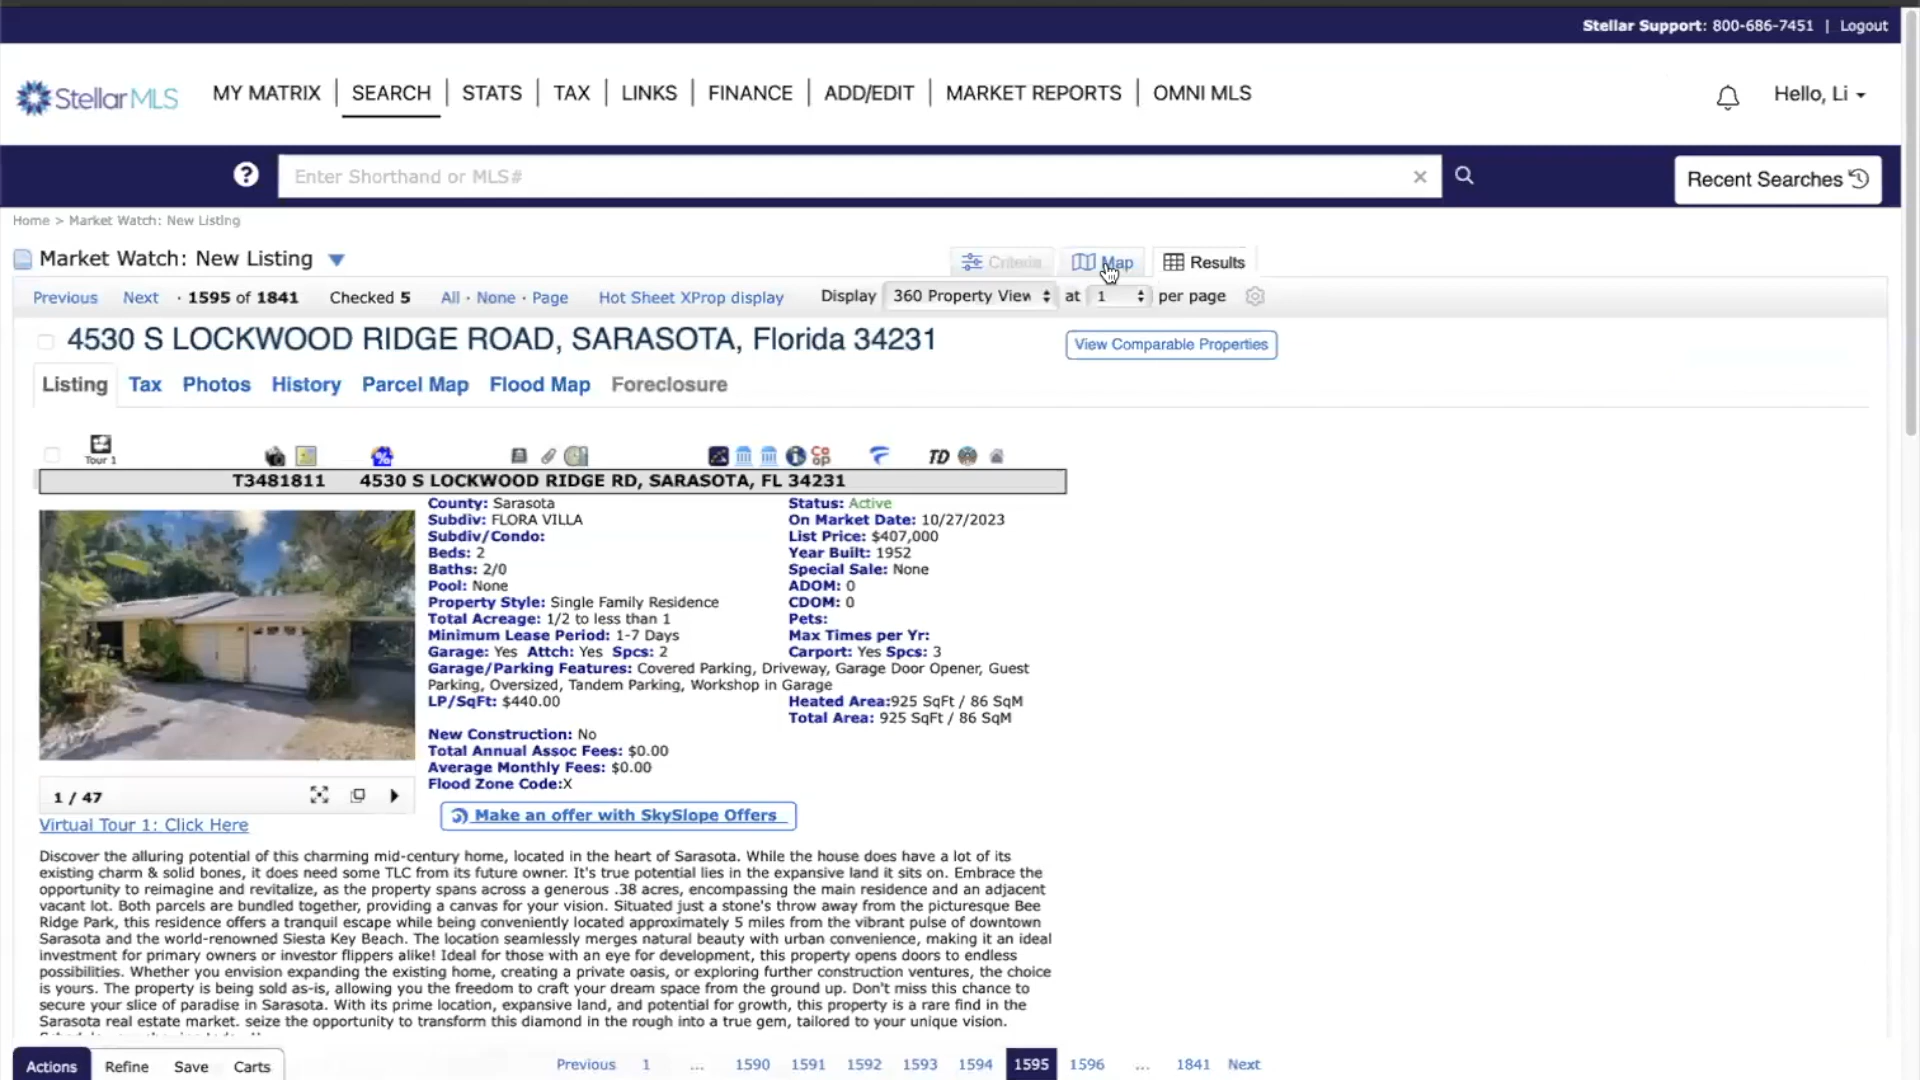 Stellar Support: 800-686-7451 | Logout
StellarMLS
MY MATRIX | SEARCH | STATS | TAX | LINKS | FINANCE | ADD/EDIT | MARKET REPORTS | OMNI MLS
Hello, Li
? Enter Shorthand or MLS# ×
Recent Searches
Home > Market Watch: New Listing
Market Watch: New Listing
Criteria Map Results
Previous Next · 1595 of 1841 Checked 5 All · None · Page Hot Sheet XProp display Display 360 Property View at 1 per page
4530 S LOCKWOOD RIDGE ROAD, SARASOTA, Florida 34231
View Comparable Properties
Listing Tax Photos History Parcel Map Flood Map Foreclosure
Tour 1
% CO OP TD
T3481811 4530 S LOCKWOOD RIDGE RD, SARASOTA, FL 34231
County: Sarasota Status: Active
Subdiv: FLORA VILLA On Market Date: 10/27/2023
Subdiv/Condo: List Price: $407,000
Beds: 2 Year Built: 1952
Baths: 2/0 Special Sale: None
Pool: None ADOM: 0
Property Style: Single Family Residence CDOM: 0
Total Acreage: 1/2 to less than 1 Pets:
Minimum Lease Period: 1-7 Days Max Times per Yr:
Garage: Yes Attch: Yes Spcs: 2 Carport: Yes Spcs: 3
Garage/Parking Features: Covered Parking, Driveway, Garage Door Opener, Guest
Parking, Oversized, Tandem Parking, Workshop in Garage
LP/SqFt: $440.00 Heated Area:925 SqFt / 86 SqM
Total Area: 925 SqFt / 86 SqM
New Construction: No
Total Annual Assoc Fees: $0.00
Average Monthly Fees: $0.00
Flood Zone Code:X
1 / 47
Make an offer with SkySlope Offers
Virtual Tour 1: Click Here
Discover the alluring potential of this charming mid-century home, located in the heart of Sarasota. While the house does have a lot of its
existing charm & solid bones, it does need some TLC from its future owner. It's true potential lies in the expansive land it sits on. Embrace the
opportunity to reimagine and revitalize, as the property spans across a generous .38 acres, encompassing the main residence and an adjacent
vacant lot. Both parcels are bundled together, providing a canvas for your vision. Situated just a stone's throw away from the picturesque Bee
Ridge Park, this residence offers a tranquil escape while being conveniently located approximately 5 miles from the vibrant pulse of downtown
Sarasota and the world-renowned Siesta Key Beach. The location seamlessly merges natural beauty with urban convenience, making it an ideal
investment for primary owners or investor flippers alike! Ideal for those with an eye for development, this property opens doors to endless
possibilities. Whether you envision expanding the existing home, creating a private oasis, or exploring further construction ventures, the choice
is yours. The property is being sold as-is, allowing you the freedom to craft your dream space from the ground up. Don't miss this chance to
secure your slice of paradise in Sarasota. With its prime location, expansive land, and potential for growth, this property is a rare find in the
Sarasota real estate market. seize the opportunity to transform this diamond in the rough into a true gem, tailored to your unique vision.
Actions Refine Save Carts
Previous 1 ... 1590 1591 1592 1593 1594 1595 1596 ... 1841 Next